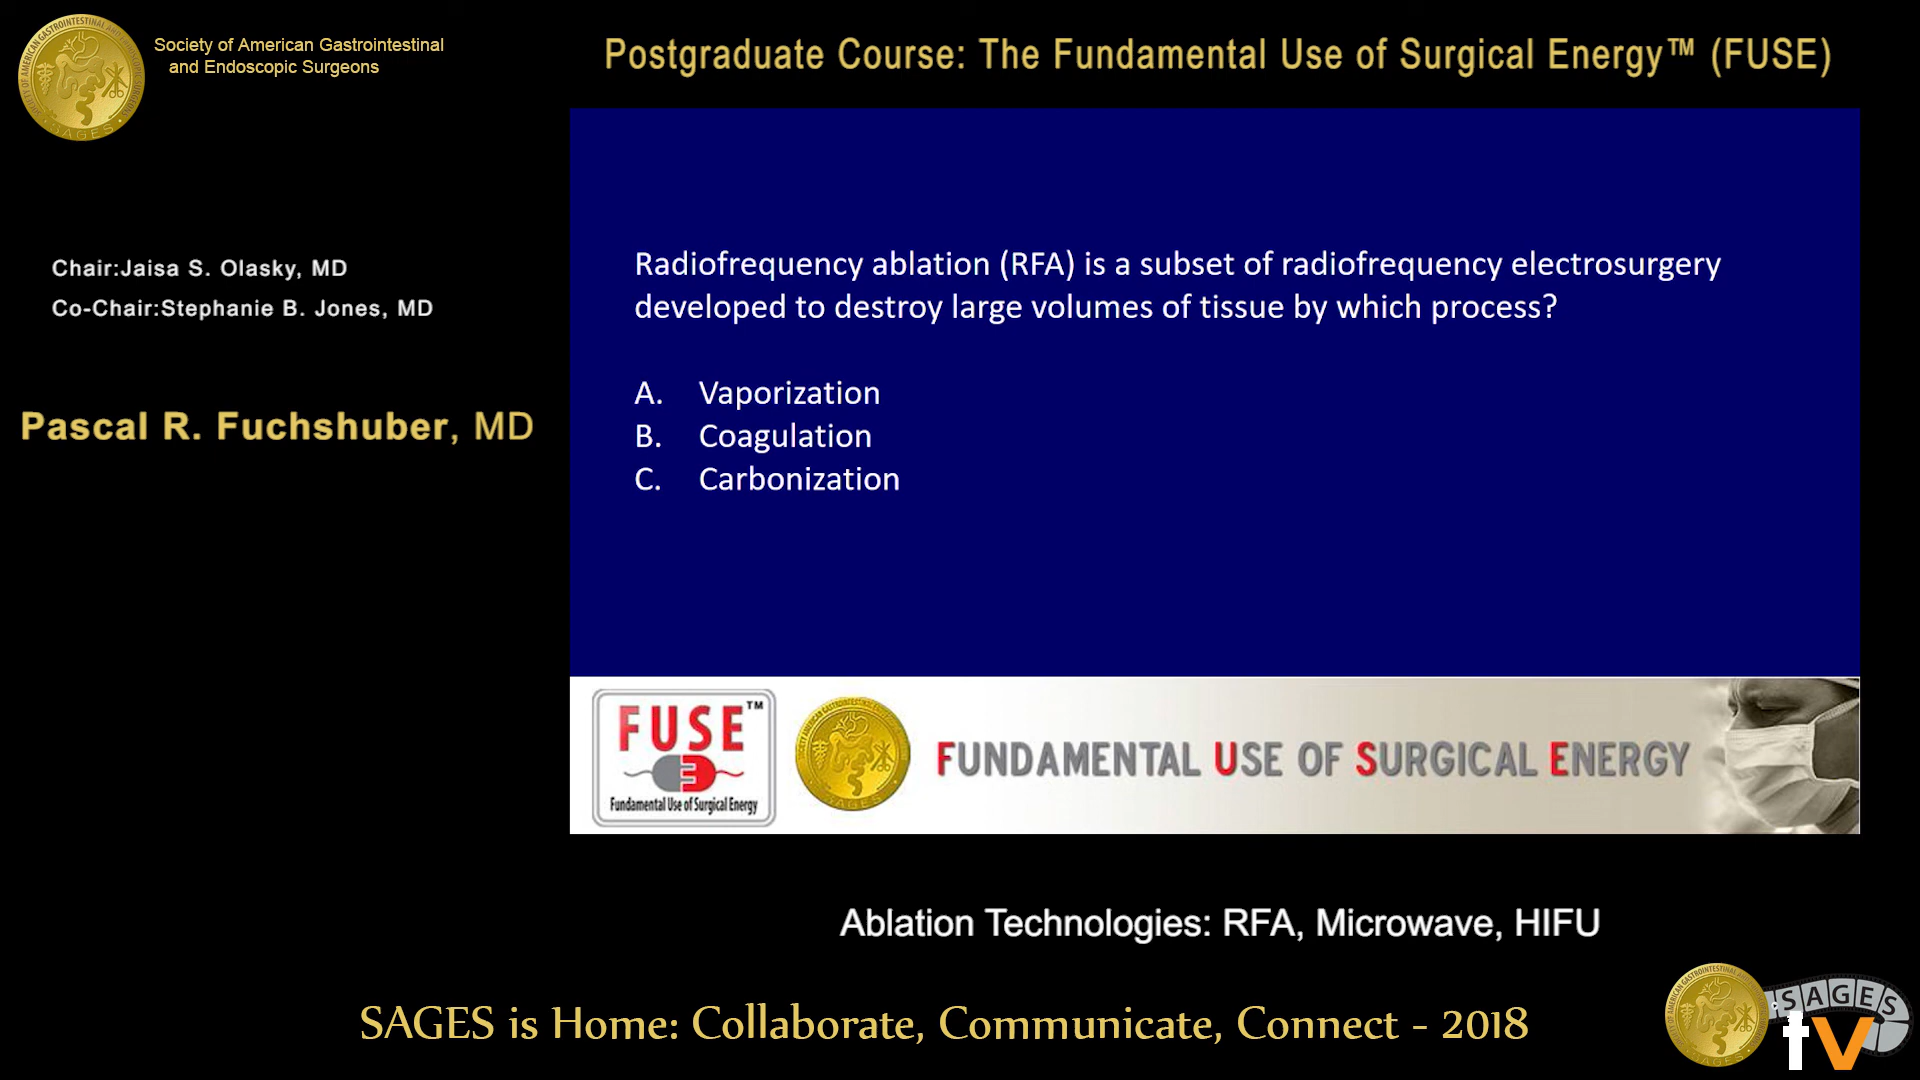 Society of American Gastrointestinal
and Endoscopic Surgeons
Postgraduate Course: The Fundamental Use of Surgical Energy™ (FUSE)
Chair:Jaisa S. Olasky, MD
Co-Chair:Stephanie B. Jones, MD
Pascal R. Fuchshuber, MD
Radiofrequency ablation (RFA) is a subset of radiofrequency electrosurgery
developed to destroy large volumes of tissue by which process?
A. Vaporization
B. Coagulation
C. Carbonization
FUSE™
Fundamental Use of Surgical Energy
FUNDAMENTAL USE OF SURGICAL ENERGY
Ablation Technologies: RFA, Microwave, HIFU
SAGES is Home: Collaborate, Communicate, Connect - 2018
SAGES
tv